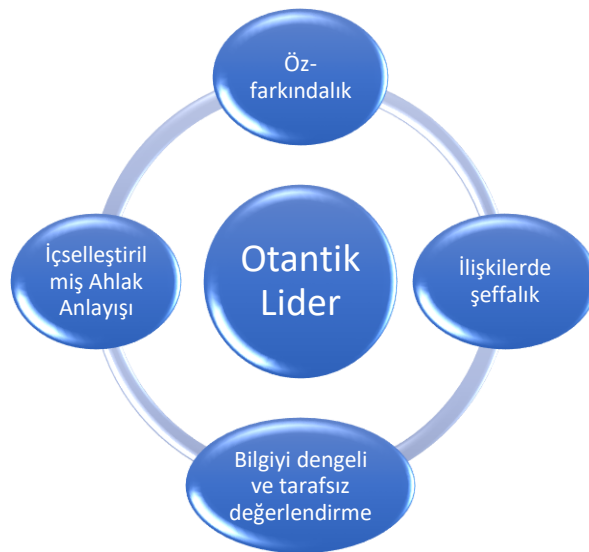 Öz-
farkındalık
İçselleştiril
miş Ahlak
Anlayışı
Otantik
Lider
İlişkilerde
şeffalık
Bilgiyi dengeli
ve tarafsız
değerlendirme